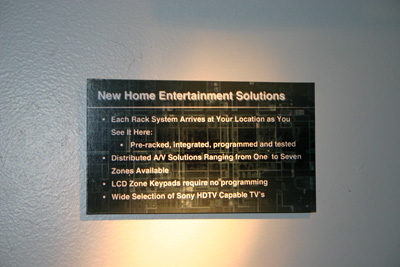 New Home Entertainment Solutions
• Each Rack System Arrives at Your Location as You
See It Here:
• Pre-racked, integrated, programmed and tested
• Distributed A/V Solutions Ranging from One to Seven
Zones Available
• LCD Zone Keypads require no programming
• Wide Selection of Sony HDTV Capable TV's